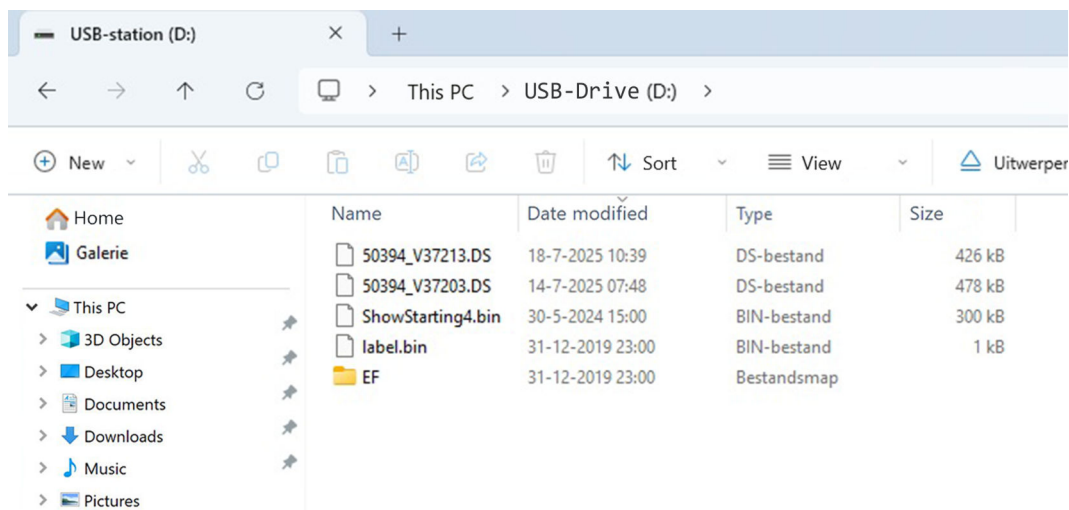 USB-station (D:)
This PC > USB-Drive (D:) >
New Sort View Uitwerpen
Home
Galerie
This PC
3D Objects
Desktop
Documents
Downloads
Music
Pictures
Name Date modified Type Size
50394_V37213.DS 18-7-2025 10:39 DS-bestand 426 kB
50394_V37203.DS 14-7-2025 07:48 DS-bestand 478 kB
ShowStarting4.bin 30-5-2024 15:00 BIN-bestand 300 kB
label.bin 31-12-2019 23:00 BIN-bestand 1 kB
EF 31-12-2019 23:00 Bestandsmap